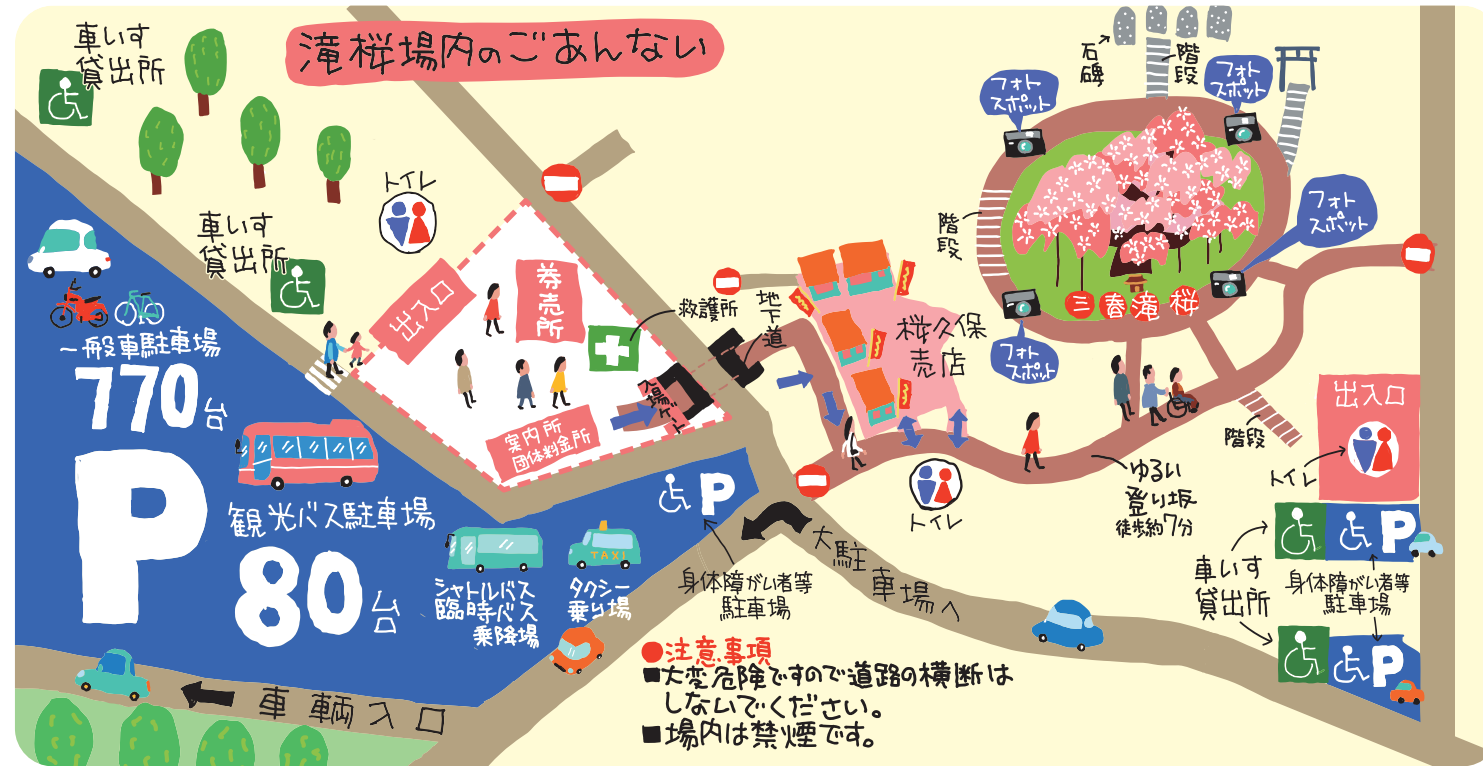 滝桜場内のごあんない
車いす
貸出所
車いす
貸出所
トイレ
出入口
券売所
救護所
地下道
入場ゲート
案内所
団体料金所
一般車駐車場
770台
P
観光バス駐車場
80台
シャトルバス
臨時バス
乗降場
TAXI
タクシー
乗り場
P
身体障がい者等
駐車場
大駐車場へ
車輌入口
桜久保
売店
トイレ
石碑
階段
フォト
スポット
フォト
スポット
フォト
スポット
フォト
スポット
階段
三春滝桜
階段
ゆるい
登り坂
徒歩約7分
出入口
トイレ
P
車いす
貸出所
身体障がい者等
駐車場
P
●注意事項
■大変危険ですので道路の横断は
しないでください。
■場内は禁煙です。